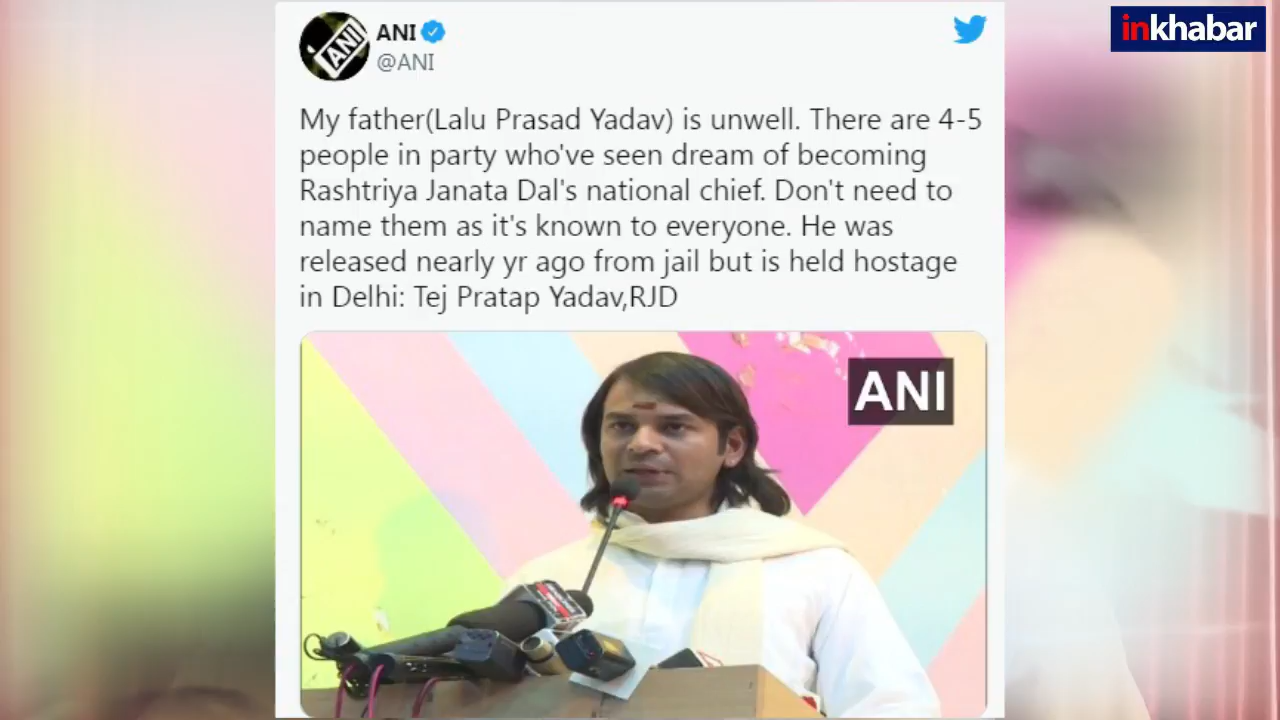 inkhabar
ANI
@ANI
My father(Lalu Prasad Yadav) is unwell. There are 4-5
people in party who've seen dream of becoming
Rashtriya Janata Dal's national chief. Don't need to
name them as it's known to everyone. He was
released nearly yr ago from jail but is held hostage
in Delhi: Tej Pratap Yadav,RJD
ANI